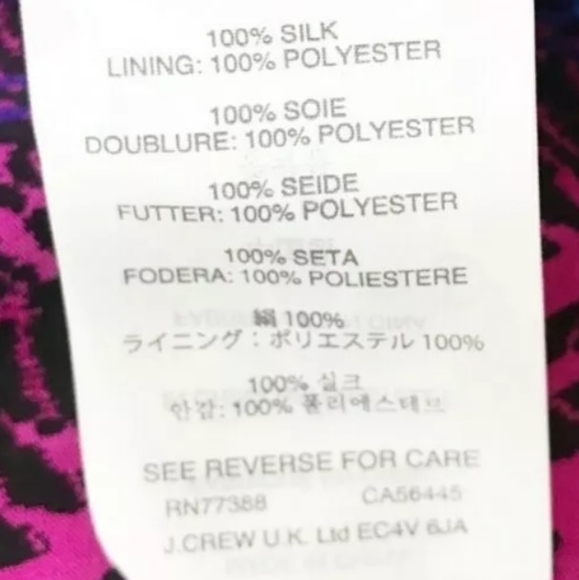 100% SILK
LINING: 100% POLYESTER
100% SOIE
DOUBLURE: 100% POLYESTER
100% SEIDE
FUTTER: 100% POLYESTER
100% SETA
FODERA: 100% POLIESTERE
絹 100%
ライニング：ポリエステル 100%
100% 실크
안감: 100% 폴리에스테르
SEE REVERSE FOR CARE
RN77388 CA56445
J.CREW U.K. Ltd EC4V 6JA